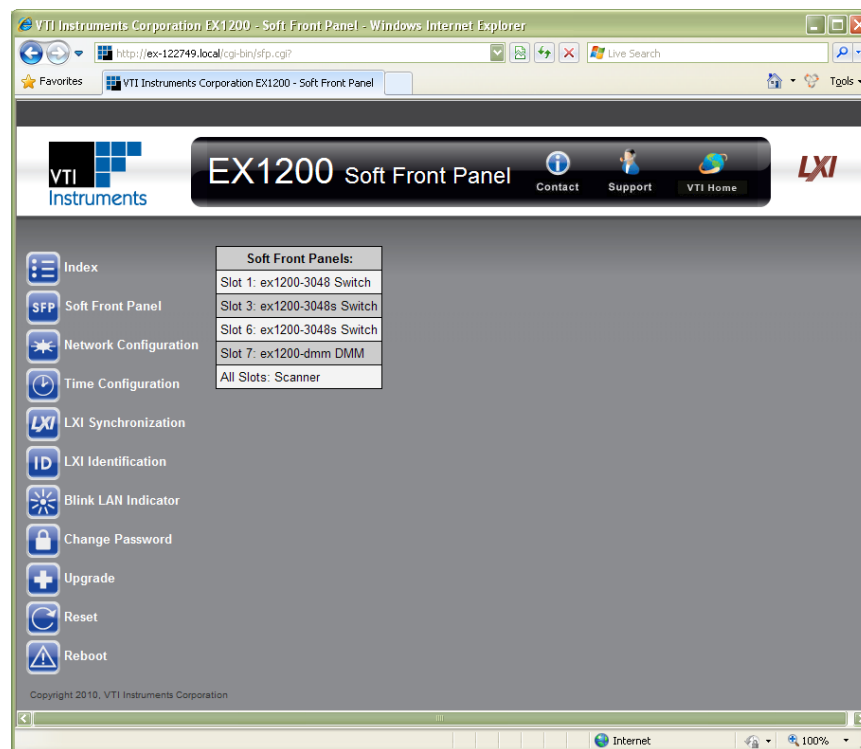 VTI Instruments Corporation EX1200 - Soft Front Panel - Windows Internet Explorer
http://ex-122749.local/cgi-bin/sfp.cgi?
Live Search
Favorites
VTI Instruments Corporation EX1200 - Soft Front Panel
Tools
VTI
Instruments
EX1200 Soft Front Panel
Contact
Support
VTI Home
LXI
Index
SFP Soft Front Panel
Network Configuration
Time Configuration
LXI LXI Synchronization
ID LXI Identification
Blink LAN Indicator
Change Password
Upgrade
Reset
Reboot
Soft Front Panels:
Slot 1: ex1200-3048 Switch
Slot 3: ex1200-3048s Switch
Slot 6: ex1200-3048s Switch
Slot 7: ex1200-dmm DMM
All Slots: Scanner
Copyright 2010, VTI Instruments Corporation
Internet
100%